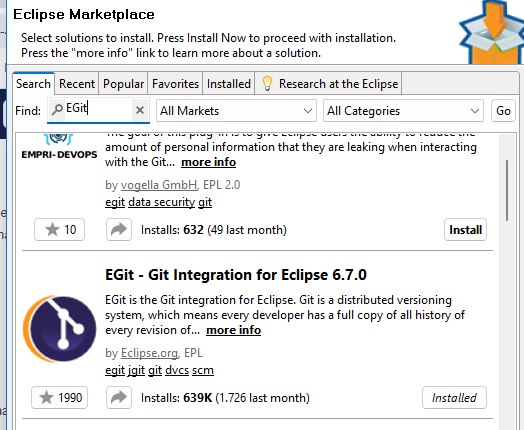 Eclipse Marketplace
Select solutions to install. Press Install Now to proceed with installation.
Press the "more info" link to learn more about a solution.
Search Recent Popular Favorites Installed Research at the Eclipse
Find: EGit All Markets All Categories Go
The goal of this plug-in is to give Eclipse users the ability to reduce the
EMPRI-DEVOPS
amount of personal information that they are leaking when interacting
with the Git... more info
by vogella GmbH, EPL 2.0
egit data security git
10 Installs: 632 (49 last month) Install
EGit - Git Integration for Eclipse 6.7.0
EGit is the Git integration for Eclipse. Git is a distributed versioning
system, which means every developer has a full copy of all history of
every revision of... more info
by Eclipse.org, EPL
egit jgit git dvcs scm
1990 Installs: 639K (1.726 last month) Installed